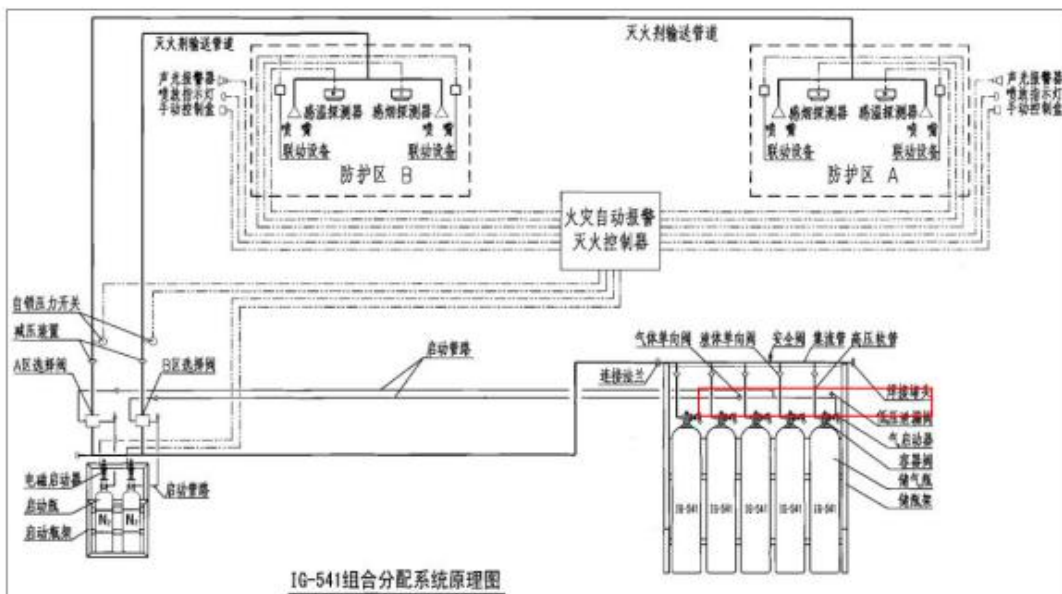 灭火剂输送管道
灭火剂输送管道
声光报警器
喷放指示灯
手动控制盒
感温探测器 感烟探测器
喷嘴 喷嘴
联动设备 联动设备
防护区 B
感烟探测器 感温探测器
喷嘴 喷嘴
联动设备 联动设备
防护区 A
声光报警器
喷放指示灯
手动控制盒
火灾自动报警
灭火控制器
自锁压力开关
减压装置
A区选择阀
B区选择阀
启动管路
气体单向阀
液体单向阀
安全阀
集流管
高压软管
连接法兰
焊接堵头
低压泄漏阀
气启动器
容器阀
储气瓶
储瓶架
电磁启动器
启动瓶
启动瓶架
启动管路
N₂ N₂
IG-541 IG-541 IG-541 IG-541 IG-541
IG-541组合分配系统原理图